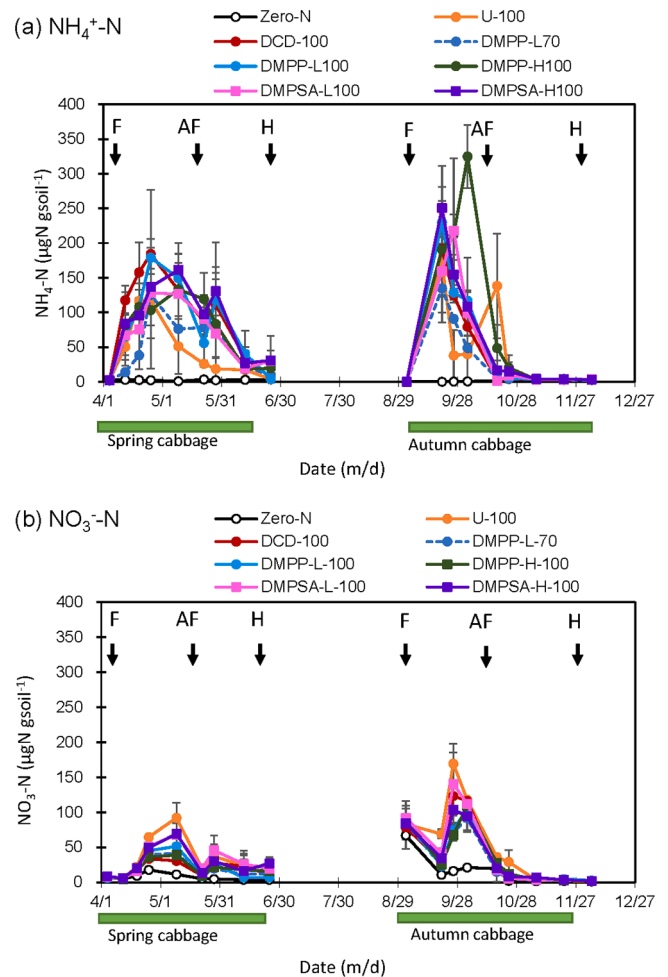 (a) NH₄⁺-N
Zero-N U-100
DCD-100 DMPP-L70
DMPP-L100 DMPP-H100
DMPSA-L100 DMPSA-H100
400
350
300
250
200
150
100
50
0
NH₄-N (µgN gsoil⁻¹)
F AF H F AF H
4/1 5/1 5/31 6/30 7/30 8/29 9/28 10/28 11/27 12/27
Spring cabbage Autumn cabbage
Date (m/d)
(b) NO₃⁻-N
Zero-N U-100
DCD-100 DMPP-L-70
DMPP-L-100 DMPP-H-100
DMPSA-L-100 DMPSA-H-100
400
350
300
250
200
150
100
50
0
NO₃-N (µgN gsoil⁻¹)
F AF H F AF H
4/1 5/1 5/31 6/30 7/30 8/29 9/28 10/28 11/27 12/27
Spring cabbage Autumn cabbage
Date (m/d)